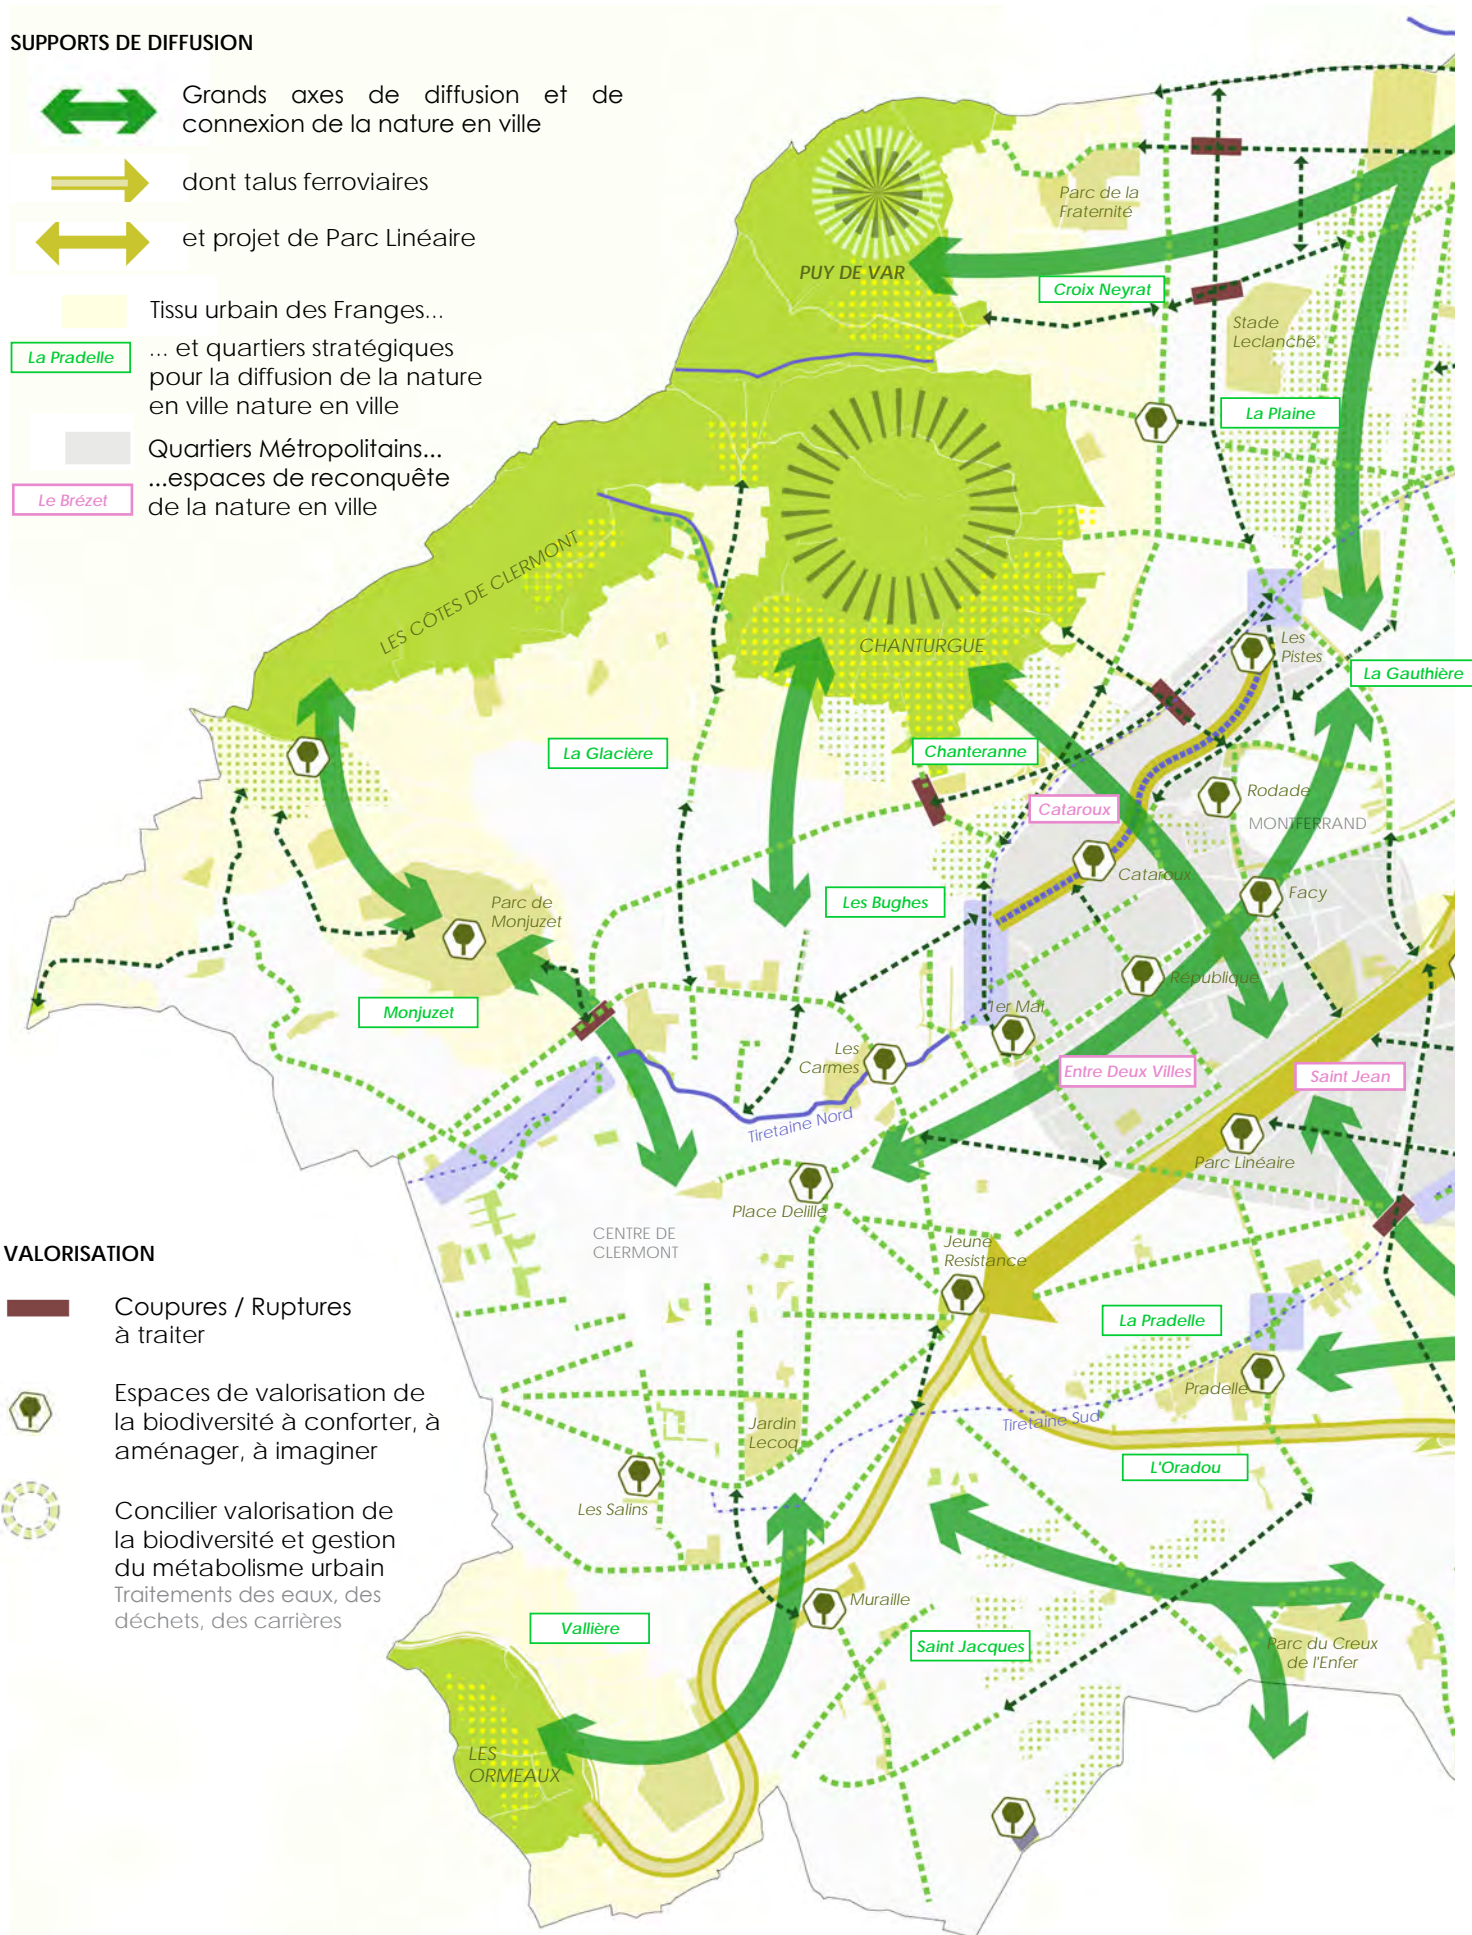 SUPPORTS DE DIFFUSION
Grands axes de diffusion et de
connexion de la nature en ville
dont talus ferroviaires
et projet de Parc Linéaire
Tissu urbain des Franges...
La Pradelle
... et quartiers stratégiques
pour la diffusion de la nature
en ville nature en ville
Quartiers Métropolitains...
...espaces de reconquête
Le Brézet
de la nature en ville
Parc de la
Fraternité
PUY DE VAR
Croix Neyrat
Stade
Leclanché
La Plaine
LES CÔTES DE CLERMONT
CHANTURGUE
Les
Pistes
La Gauthière
La Glacière
Chanteranne
Cataroux
Rodade
MONTFERRAND
Cataroux
Facy
Parc de
Monjuzet
Les Bughes
République
Monjuzet
1er Mai
Les
Carmes
Entre Deux Villes
Saint Jean
Tiretaine Nord
Parc Linéaire
Place Delille
CENTRE DE
CLERMONT
Jeune
Resistance
VALORISATION
Coupures / Ruptures
à traiter
La Pradelle
Espaces de valorisation de
la biodiversité à conforter, à
aménager, à imaginer
Pradelle
Jardin
Lecoq
Tiretaine Sud
L'Oradou
Les Salins
Concilier valorisation de
la biodiversité et gestion
du métabolisme urbain
Traitements des eaux, des
déchets, des carrières
Muraille
Vallière
Saint Jacques
Parc du Creux
de l'Enfer
LES
ORMEAUX